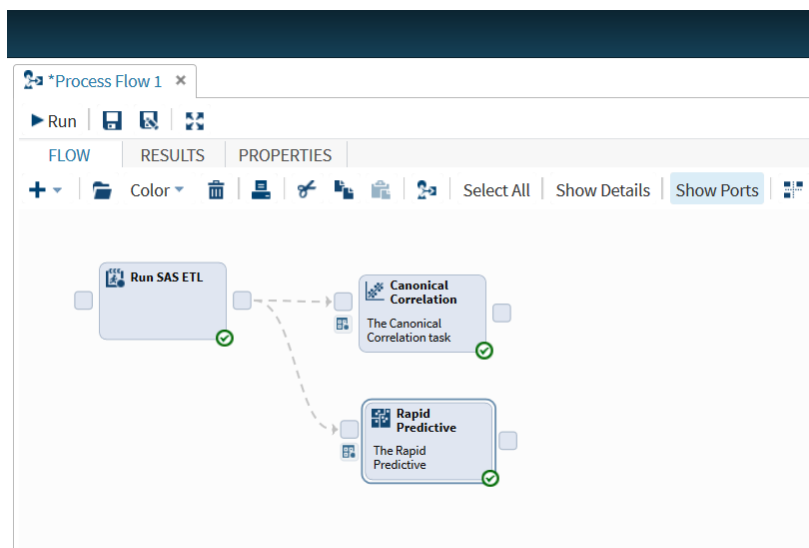 *Process Flow 1
Run
FLOW RESULTS PROPERTIES
Color Select All Show Details Show Ports
Run SAS ETL
Canonical
Correlation
The Canonical
Correlation task
Rapid
Predictive
The Rapid
Predictive